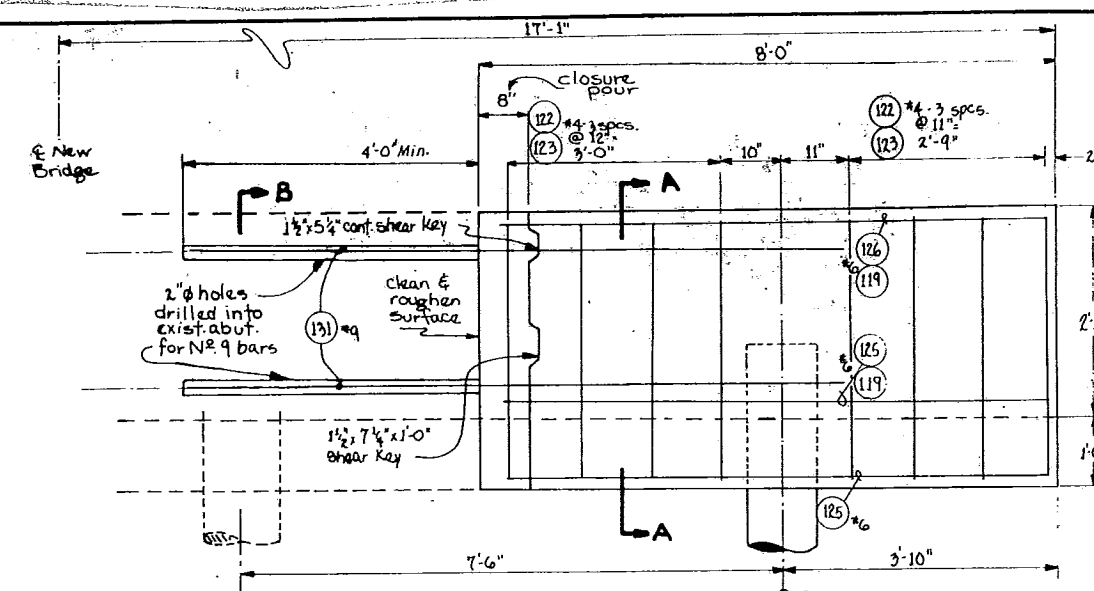 17'-1"
8'-0"
closure
pour
8"
122 #4-3 spcs.
@ 12"=
123 3'-0"
122 #4-3 spcs.
@ 11"=
123 2'-9"
℄ New
Bridge
4'-0" Min.
10"
11"
B
A
1½"x5¼" cont. shear key
126
#6
119
2"ø holes
drilled into
exist. abut.
for Nº 9 bars
clean &
roughen
surface
131 #9
125
#6
119
1½"x 7¼"x1'-0"
Shear Key
125 #6
A
7'-6"
3'-10"